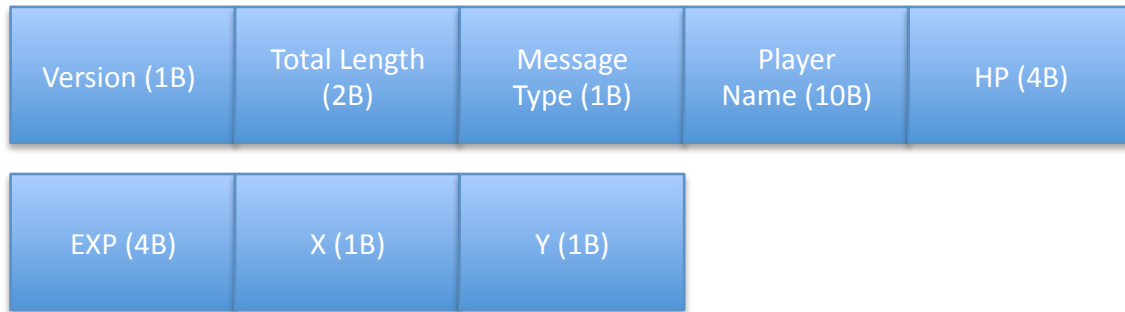 Version (1B)
Total Length
(2B)
Message
Type (1B)
Player
Name (10B)
HP (4B)
EXP (4B)
X (1B)
Y (1B)